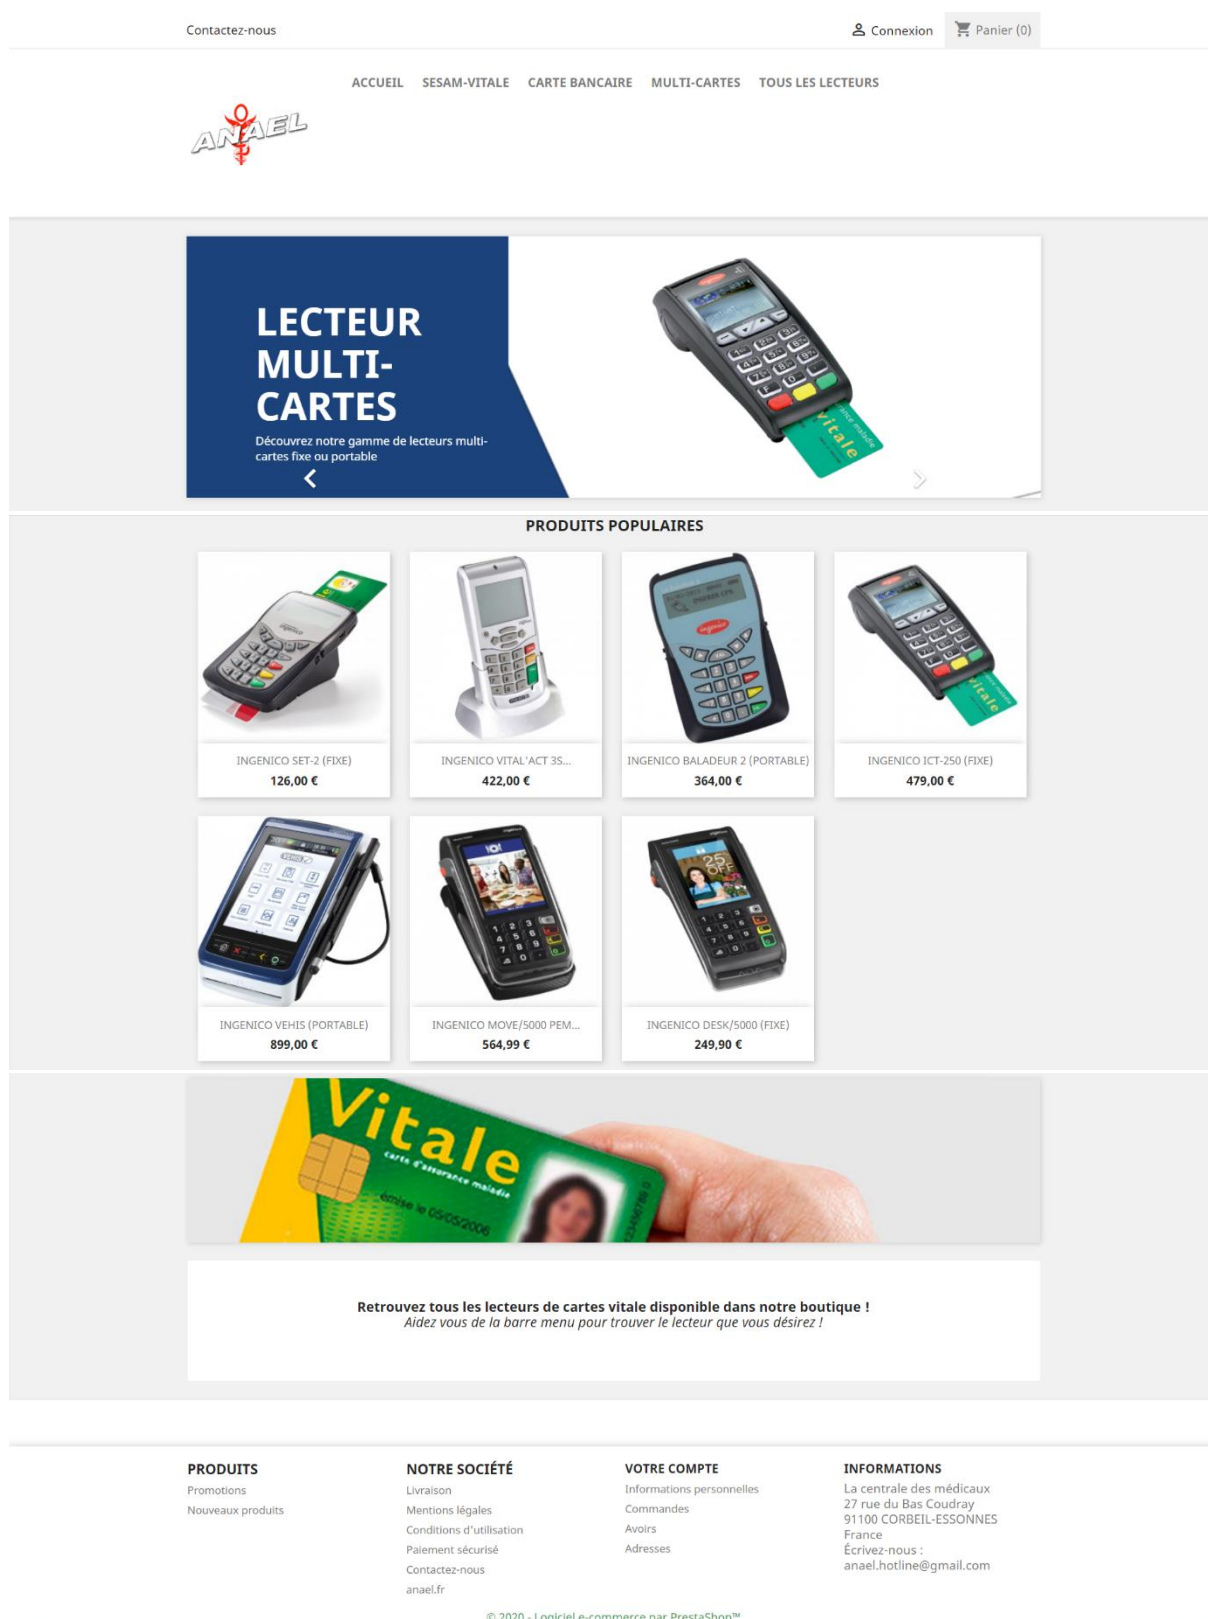 Contactez-nous
Connexion
Panier (0)
ACCUEIL SESAM-VITALE CARTE BANCAIRE MULTI-CARTES TOUS LES LECTEURS
ANAEL
LECTEUR
MULTI-
CARTES
Découvrez notre gamme de lecteurs multi-
cartes fixe ou portable
vitale
PRODUITS POPULAIRES
INGENICO SET-2 (FIXE)
126,00 €
INGENICO VITAL'ACT 3S...
422,00 €
INGENICO BALADEUR 2 (PORTABLE)
364,00 €
vitale
INGENICO ICT-250 (FIXE)
479,00 €
INGENICO VEHIS (PORTABLE)
899,00 €
INGENICO MOVE/5000 PEM...
564,99 €
25
OFF
INGENICO DESK/5000 (FIXE)
249,90 €
Vitale
carte d'assurance maladie
émise le 05/05/2006
Retrouvez tous les lecteurs de cartes vitale disponible dans notre boutique !
Aidez vous de la barre menu pour trouver le lecteur que vous désirez !
PRODUITS
Promotions
Nouveaux produits
NOTRE SOCIÉTÉ
Livraison
Mentions légales
Conditions d'utilisation
Paiement sécurisé
Contactez-nous
anael.fr
VOTRE COMPTE
Informations personnelles
Commandes
Avoirs
Adresses
INFORMATIONS
La centrale des médicaux
27 rue du Bas Coudray
91100 CORBEIL-ESSONNES
France
Écrivez-nous :
anael.hotline@gmail.com
© 2020 - Logiciel e-commerce par PrestaShop™